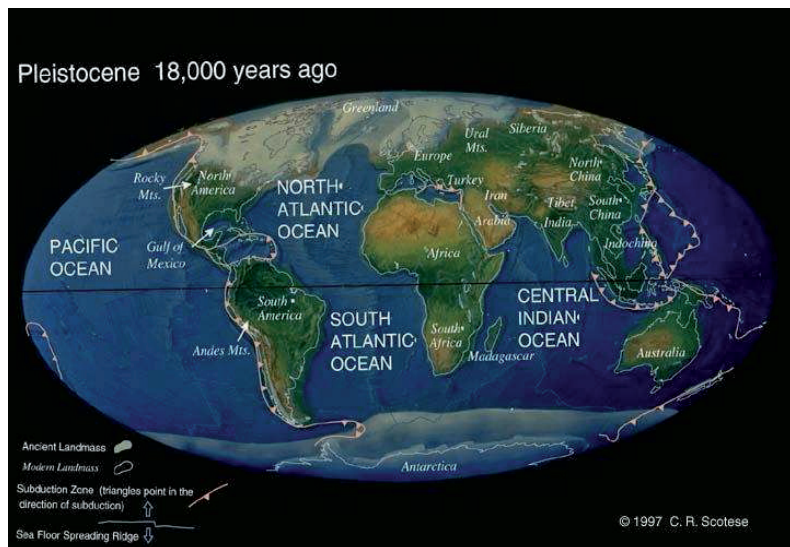 Pleistocene 18,000 years ago
Greenland
Ural
Mts.
Siberia
Europe
Rocky
Mts.
North
America
NORTH
ATLANTIC
OCEAN
Turkey
Iran
Tibet
North
China
South
China
Arabia
India
Indochina
PACIFIC
OCEAN
Gulf of
Mexico
Africa
South
America
SOUTH
ATLANTIC
OCEAN
CENTRAL
INDIAN
OCEAN
Andes Mts.
South
Africa
Madagascar
Australia
Antarctica
Ancient Landmass
Modern Landmass
Subduction Zone (triangles point in the
direction of subduction)
Sea Floor Spreading Ridge
© 1997 C. R. Scotese